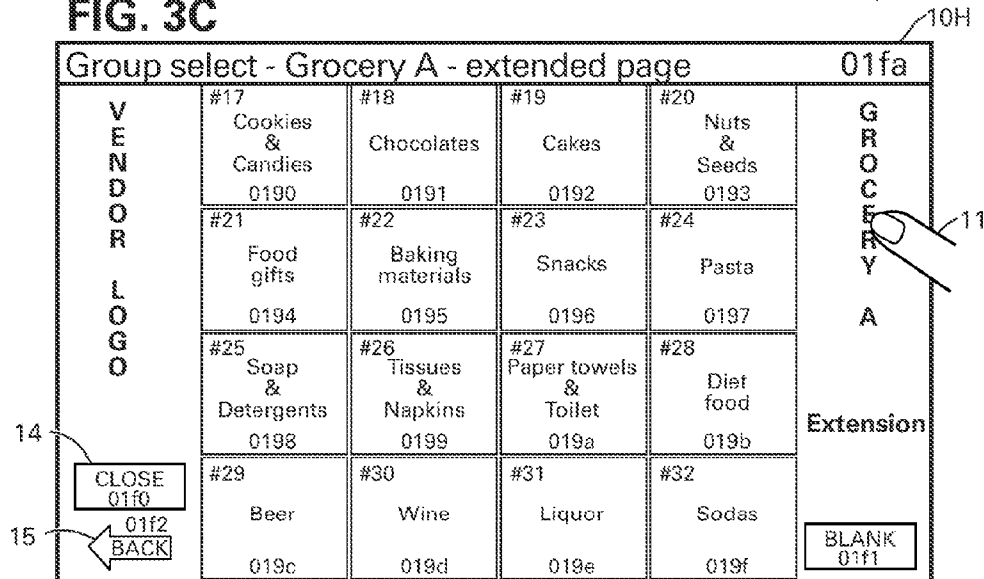 FIG. 3C
10H
Group select - Grocery A - extended page 01fa
VENDOR LOGO
#17
Cookies
&
Candies
0190
#18
Chocolates
0191
#19
Cakes
0192
#20
Nuts
&
Seeds
0193
GROCERY A
11
#21
Food
gifts
0194
#22
Baking
materials
0195
#23
Snacks
0196
#24
Pasta
0197
#25
Soap
&
Detergents
0198
#26
Tissues
&
Napkins
0199
#27
Paper towels
&
Toilet
019a
#28
Diet
food
019b
Extension
14
CLOSE
01f0
15
01f2
BACK
#29
Beer
019c
#30
Wine
019d
#31
Liquor
019e
#32
Sodas
019f
BLANK
01f1